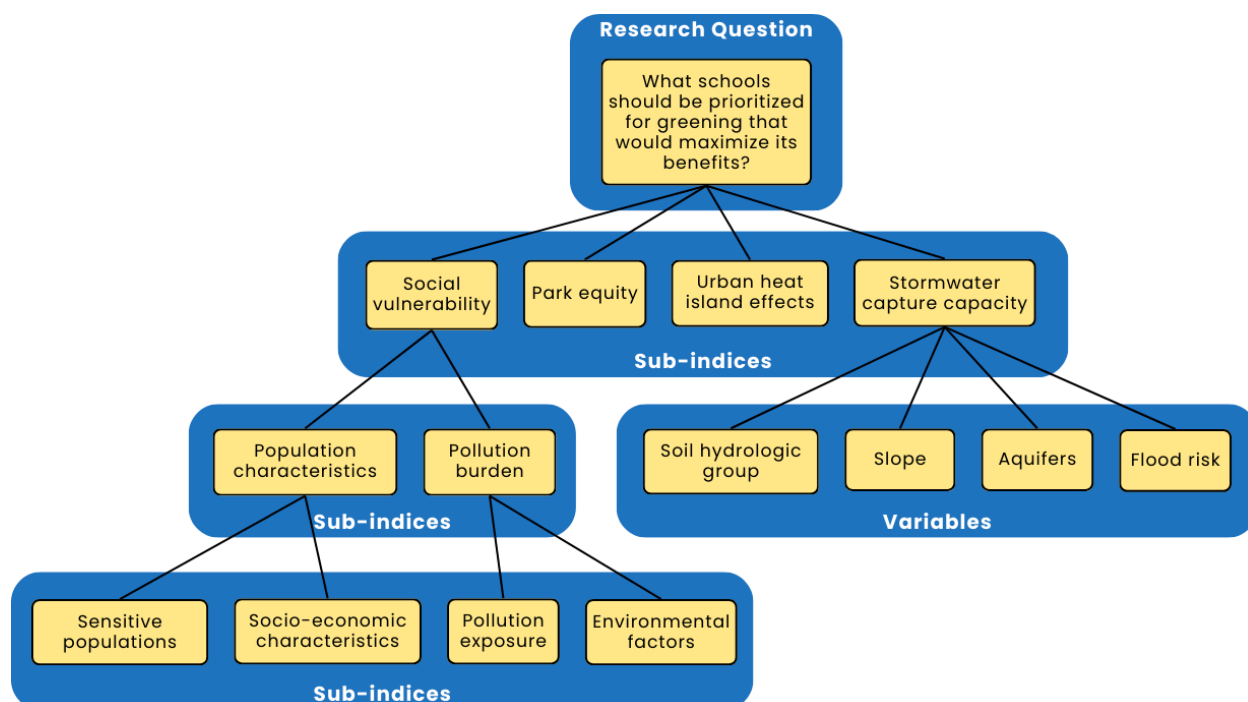 Research Question
What schools
should be prioritized
for greening that
would maximize its
benefits?
Social
vulnerability
Park equity
Urban heat
island effects
Stormwater
capture capacity
Sub-indices
Population
characteristics
Pollution
burden
Sub-indices
Soil hydrologic
group
Slope
Aquifers
Flood risk
Variables
Sensitive
populations
Socio-economic
characteristics
Pollution
exposure
Environmental
factors
Sub-indices